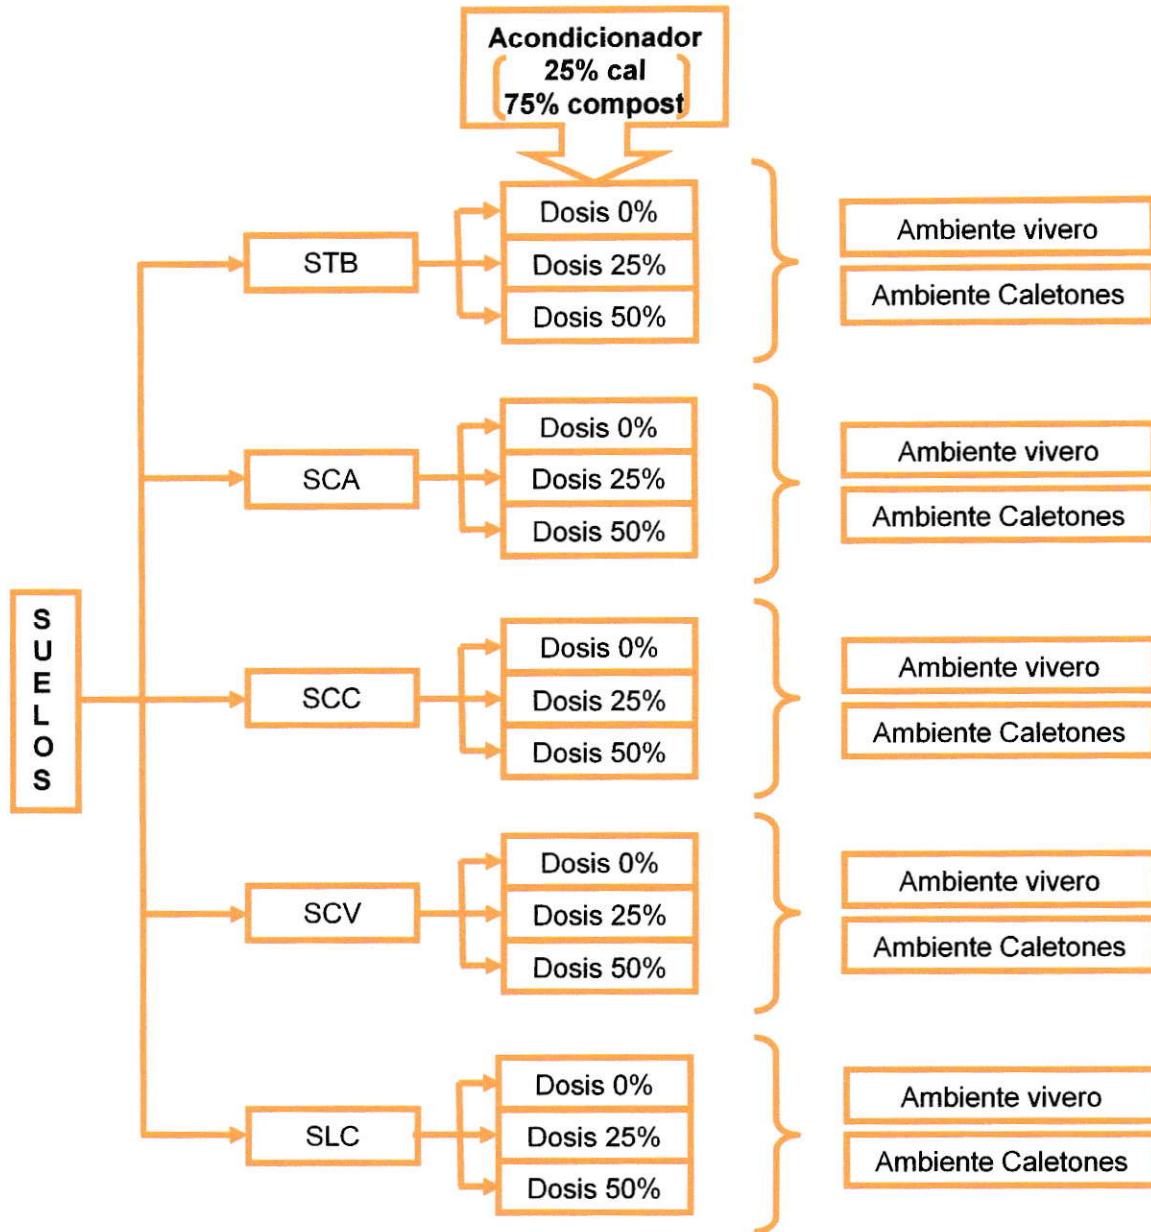 Acondicionador
25% cal
75% compost
SUELOS
STB
Dosis 0%
Dosis 25%
Dosis 50%
Ambiente vivero
Ambiente Caletones
SCA
Dosis 0%
Dosis 25%
Dosis 50%
Ambiente vivero
Ambiente Caletones
SCC
Dosis 0%
Dosis 25%
Dosis 50%
Ambiente vivero
Ambiente Caletones
SCV
Dosis 0%
Dosis 25%
Dosis 50%
Ambiente vivero
Ambiente Caletones
SLC
Dosis 0%
Dosis 25%
Dosis 50%
Ambiente vivero
Ambiente Caletones